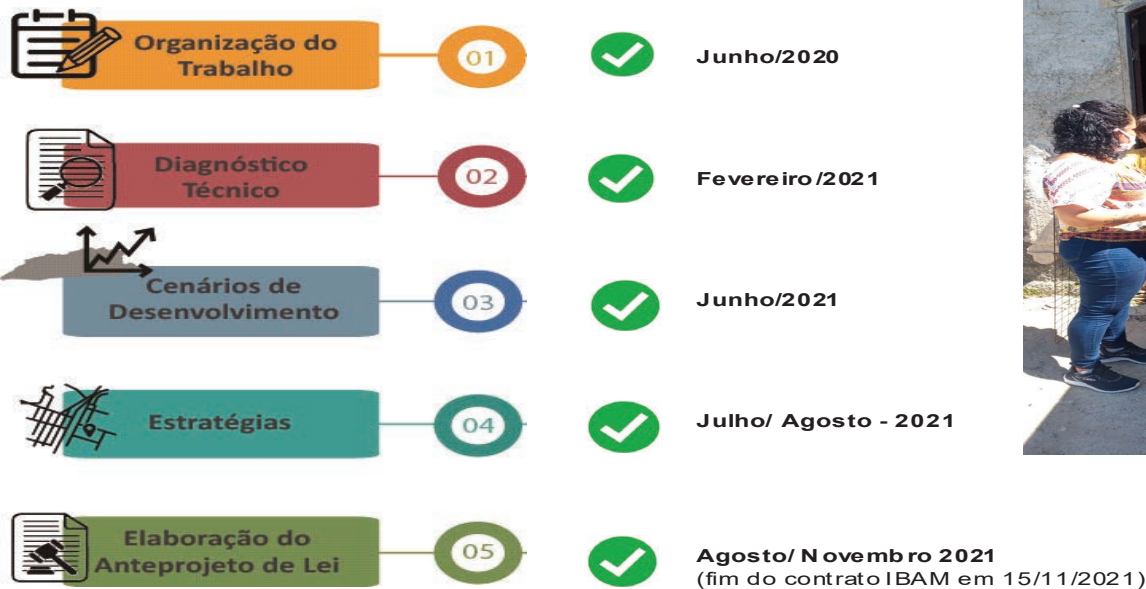 Organização do
Trabalho
01
Junho/2020
Diagnóstico
Técnico
02
Fevereiro/2021
Cenários de
Desenvolvimento
03
Junho/2021
Estratégias
04
Julho/ Agosto - 2021
Elaboração do
Anteprojeto de Lei
05
Agosto/ Novembro 2021
(fim do contrato IBAM em 15/11/2021)